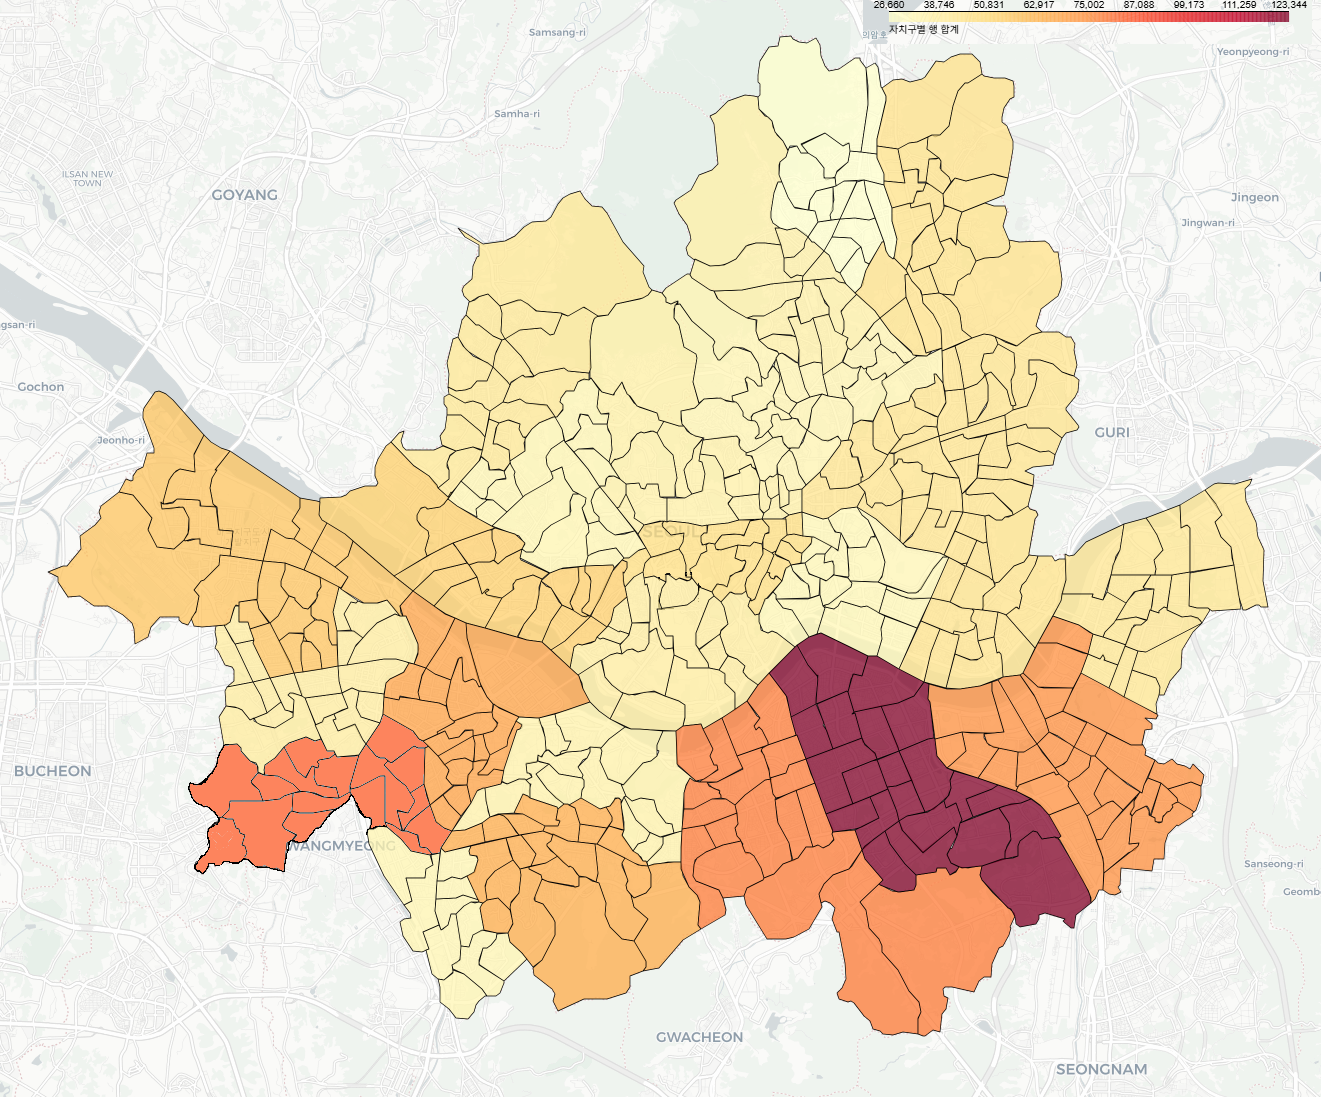 26,660 38,746 50,831 62,917 75,002 87,088 99,173 111,259 123,344
자치구별 행 합계
Samsang-ri
Yeonpyeong-ri
Samha-ri
ILSAN NEW
TOWN
GOYANG
Jingeon
Jingwan-ri
gsan-ri
Gochon
Jeonho-ri
GURI
SEOUL
BUCHEON
WANGMYEONG
Sanseong-ri
Geomb
GWACHEON
SEONGNAM